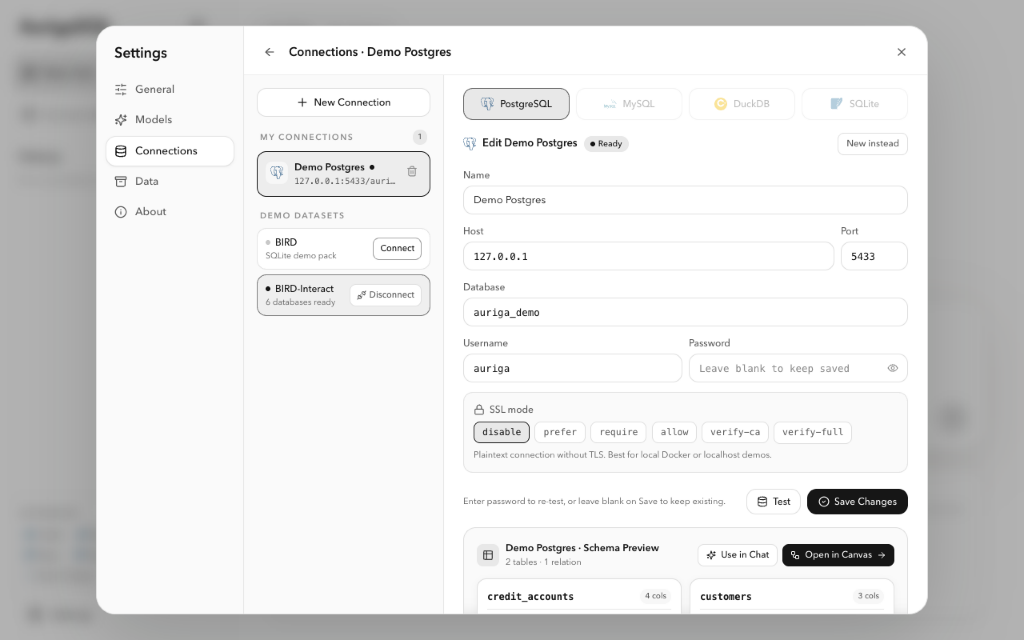 Settings
General
Models
Connections
Data
About
Connections · Demo Postgres
New Connection
MY CONNECTIONS 1
Demo Postgres
127.0.0.1:5433/auri…
DEMO DATASETS
BIRD
SQLite demo pack
Connect
BIRD-Interact
6 databases ready
Disconnect
PostgreSQL MySQL DuckDB SQLite
Edit Demo Postgres Ready New instead
Name
Demo Postgres
Host Port
127.0.0.1 5433
Database
auriga_demo
Username Password
auriga Leave blank to keep saved
SSL mode
disable prefer require allow verify-ca verify-full
Plaintext connection without TLS. Best for local Docker or localhost demos.
Enter password to re-test, or leave blank on Save to keep existing. Test Save Changes
Demo Postgres · Schema Preview
2 tables · 1 relation
Use in Chat Open in Canvas →
credit_accounts 4 cols customers 3 cols